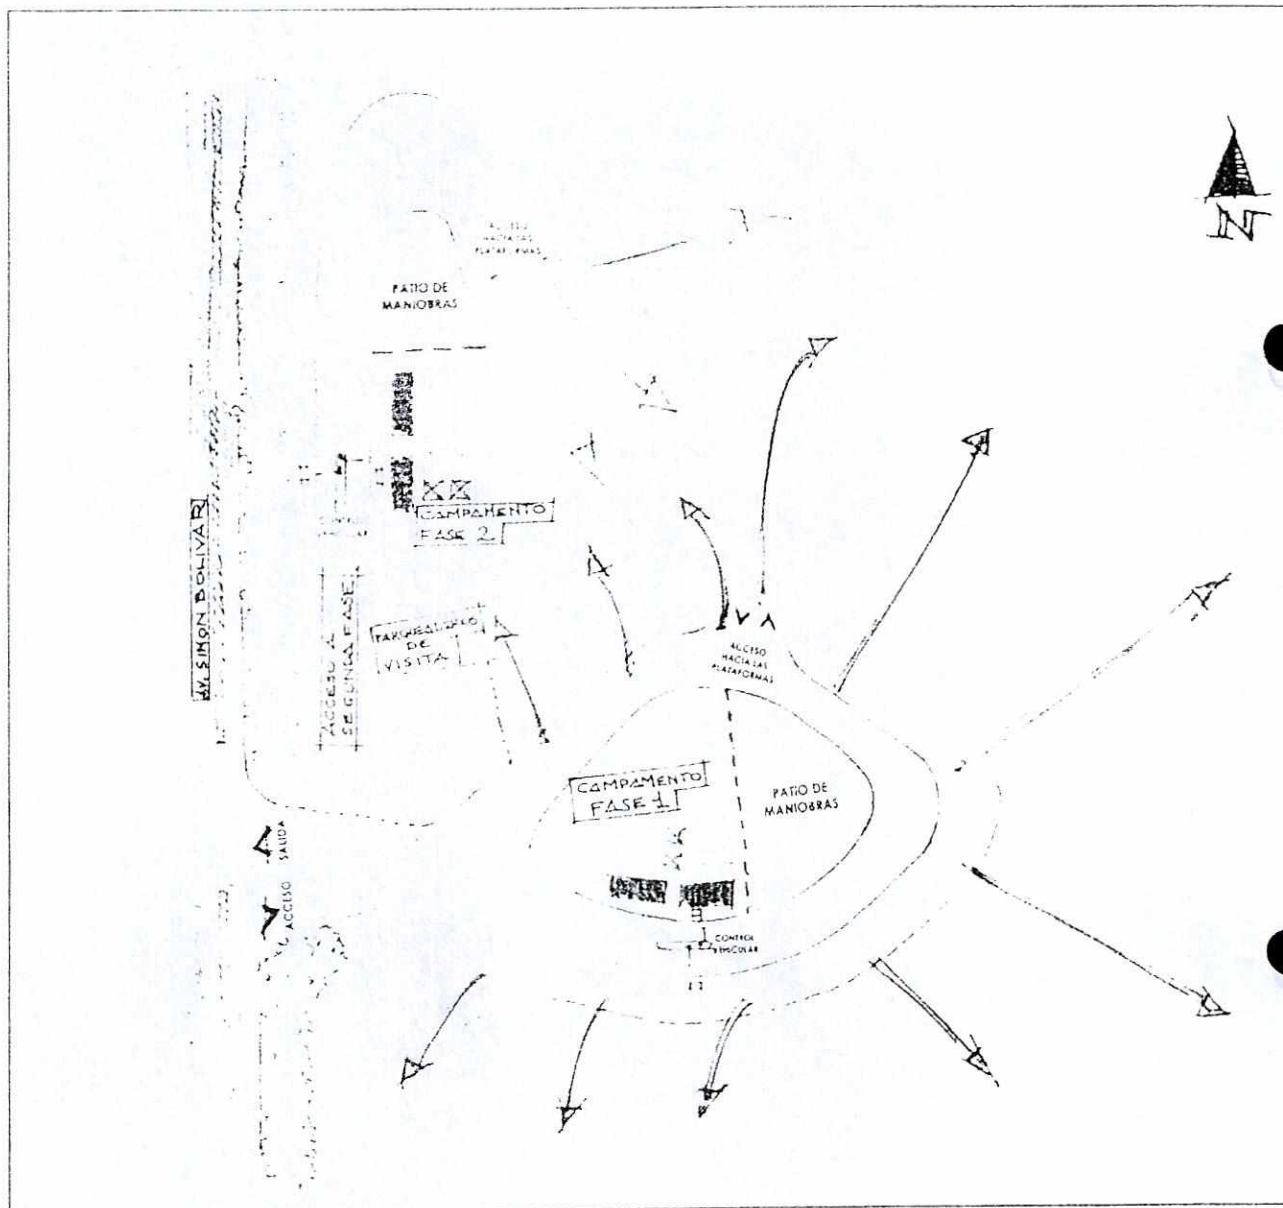 N
ACCESO
HACIA LAS
PLATAFORMAS
PATIO DE
MANIOBRAS
CAMPAMENTO
FASE 2
AV. SIMON BOLIVAR
ACCESO A
SEGUNDA FASE
PARQUEADERO
DE
VISITA
ACCESO
HACIA LAS
PLATAFORMAS
CAMPAMENTO
FASE 1
PATIO DE
MANIOBRAS
SALIDA
ACCESO
CONTROL
VEHICULAR